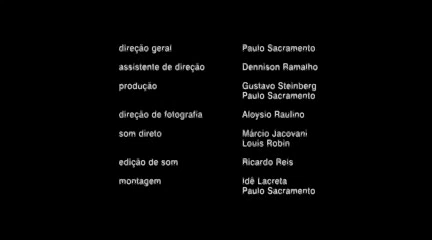 direção geral Paulo Sacramento
assistente de direção Dennison Ramalho
produção Gustavo Steinberg
Paulo Sacramento
direção de fotografia Aloysio Raulino
som direto Márcio Jacovani
Louis Robin
edição de som Ricardo Reis
montagem Idê Lacreta
Paulo Sacramento